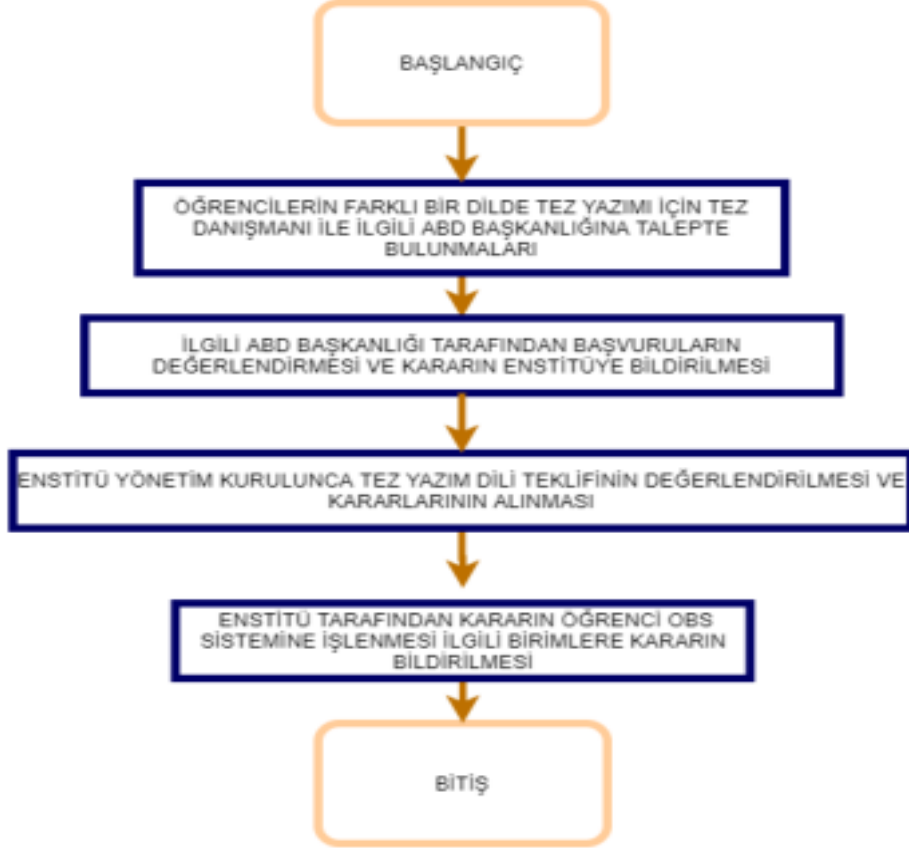 BAŞLANGIÇ
ÖĞRENCİLERİN FARKLI BİR DİLDE TEZ YAZIMI İÇİN TEZ
DANIŞMANI İLE İLGİLİ ABD BAŞKANLIĞINA TALEPTE
BULUNMALARI
İLGİLİ ABD BAŞKANLIĞI TARAFINDAN BAŞVURULARIN
DEĞERLENDİRMESİ VE KARARIN ENSTİTÜYE BİLDİRİLMESİ
ENSTİTÜ YÖNETİM KURULUNCA TEZ YAZIM DİLİ TEKLİFİNİN DEĞERLENDİRİLMESİ VE
KARARLARININ ALINMASI
ENSTİTÜ TARAFINDAN KARARIN ÖĞRENCİ OBS
SİSTEMİNE İŞLENMESİ İLGİLİ BİRİMLERE KARARIN
BİLDİRİLMESİ
BİTİŞ